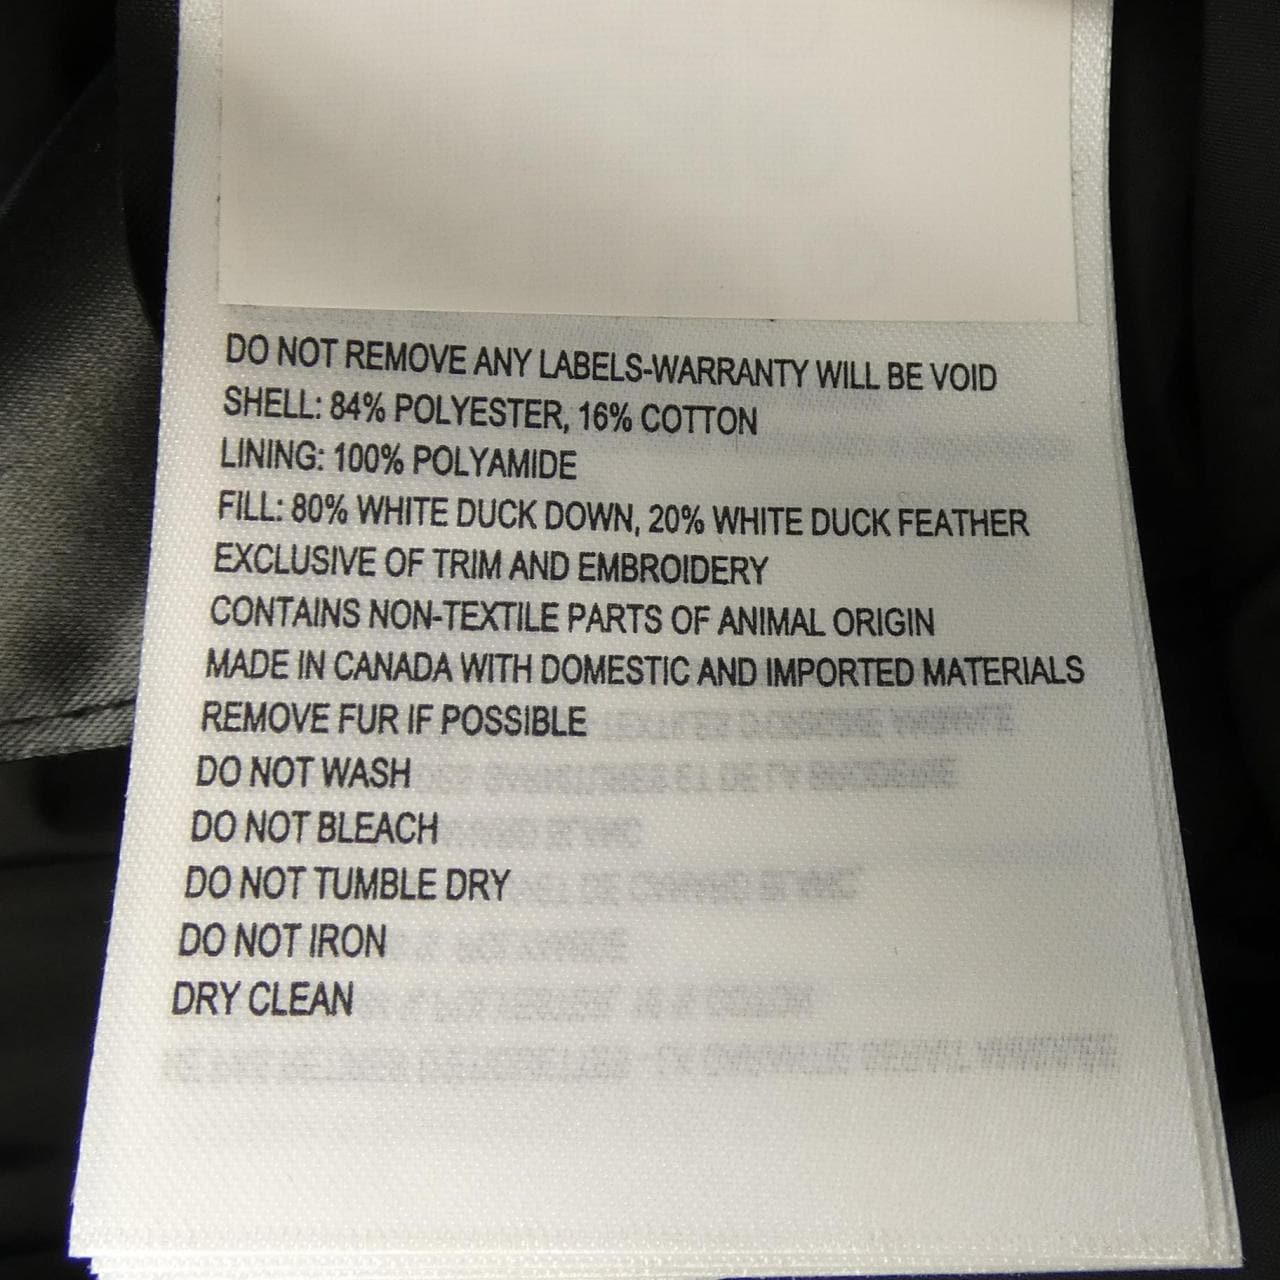 DO NOT REMOVE ANY LABELS-WARRANTY WILL BE VOID
SHELL: 84% POLYESTER, 16% COTTON
LINING: 100% POLYAMIDE
FILL: 80% WHITE DUCK DOWN, 20% WHITE DUCK FEATHER
EXCLUSIVE OF TRIM AND EMBROIDERY
CONTAINS NON-TEXTILE PARTS OF ANIMAL ORIGIN
MADE IN CANADA WITH DOMESTIC AND IMPORTED MATERIALS
REMOVE FUR IF POSSIBLE
DO NOT WASH
DO NOT BLEACH
DO NOT TUMBLE DRY
DO NOT IRON
DRY CLEAN